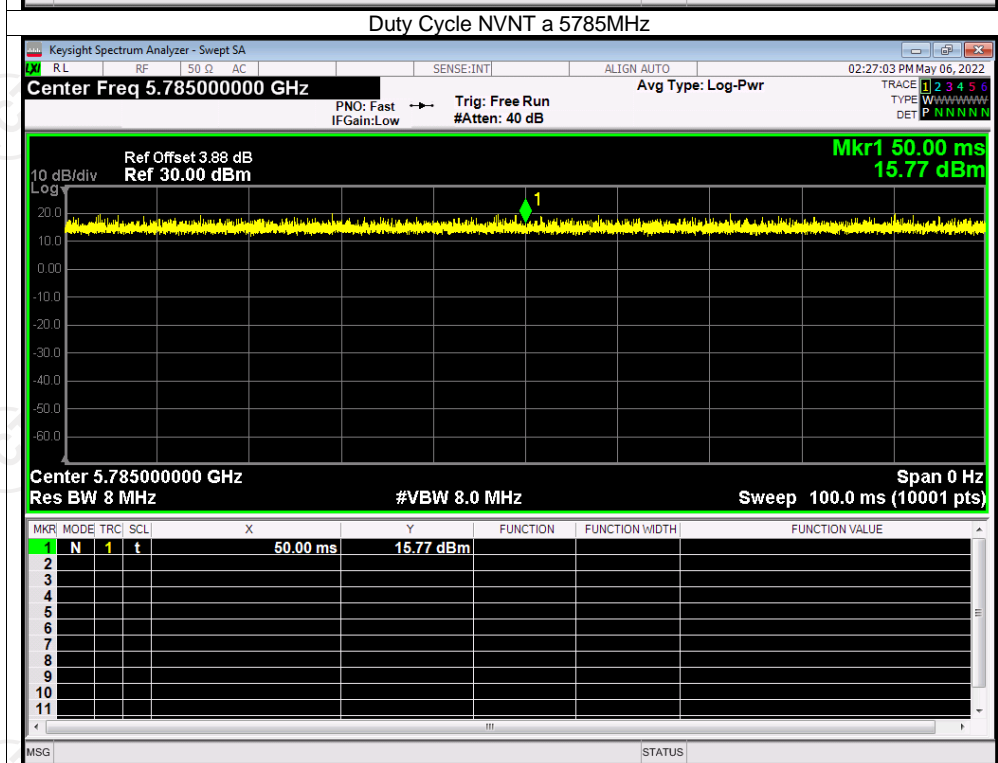 Duty Cycle NVNT a 5785MHz
Keysight Spectrum Analyzer - Swept SA
LXI RL RF 50 Ω AC SENSE:INT ALIGN AUTO 02:27:03 PM May 06, 2022
Center Freq 5.785000000 GHz Avg Type: Log-Pwr TRACE 1 2 3 4 5 6
PNO: Fast Trig: Free Run TYPE WWWWWW
IFGain:Low #Atten: 40 dB DET P N N N N N
Mkr1 50.00 ms
Ref Offset 3.88 dB
10 dB/div Ref 30.00 dBm 15.77 dBm
Log
1
20.0
10.0
0.00
-10.0
-20.0
-30.0
-40.0
-50.0
-60.0
Center 5.785000000 GHz Span 0 Hz
Res BW 8 MHz #VBW 8.0 MHz Sweep 100.0 ms (10001 pts)
MKR MODE TRC SCL X Y FUNCTION FUNCTION WIDTH FUNCTION VALUE
1 N 1 t 50.00 ms 15.77 dBm
2
3
4
5
6
7
8
9
10
11
MSG STATUS